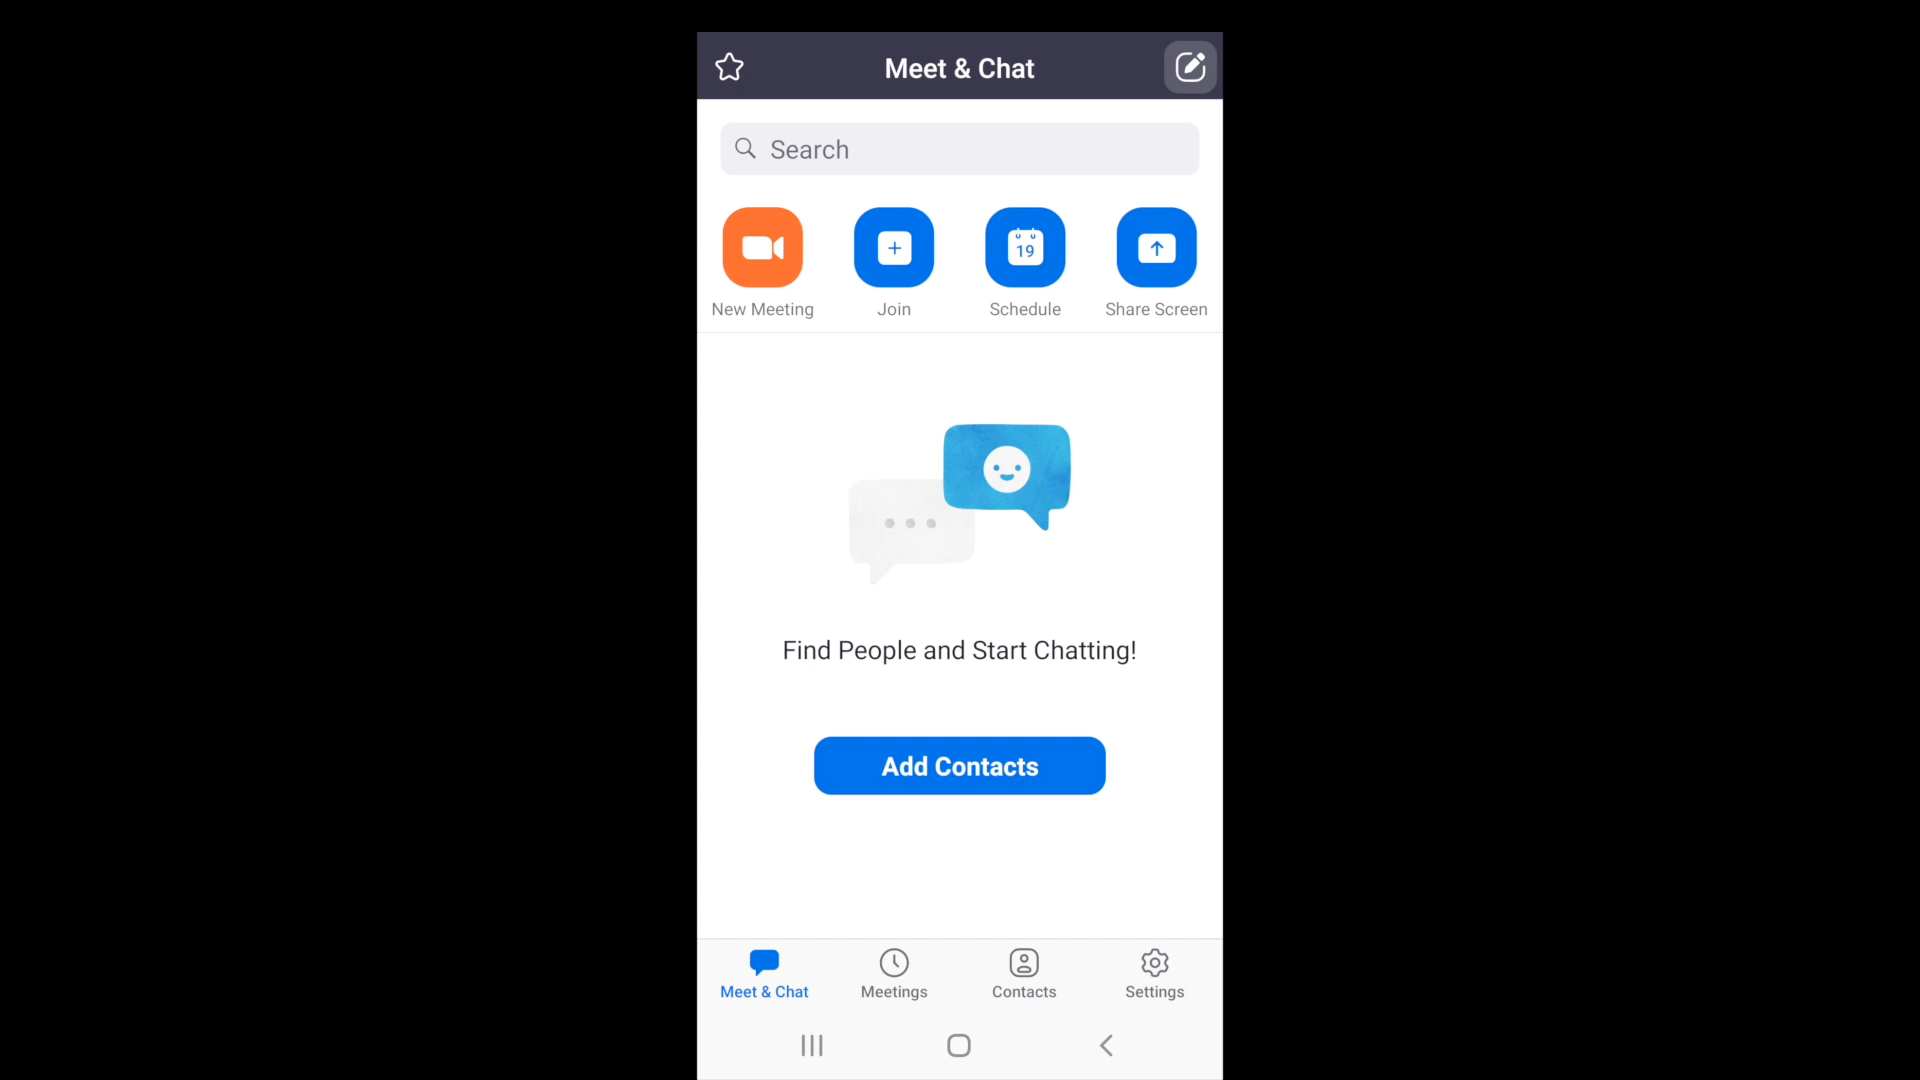 Meet & Chat
Search
19
New Meeting
Join
Schedule
Share Screen
Find People and Start Chatting!
Add Contacts
Meet & Chat
Meetings
Contacts
Settings